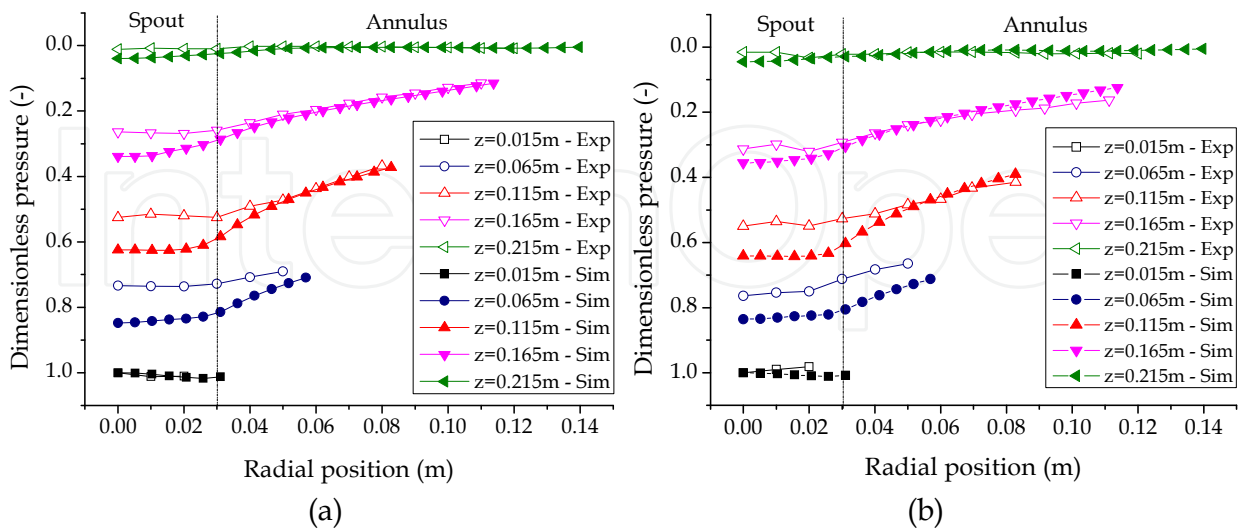 Spout Annulus
0.0
0.2
0.4
0.6
0.8
1.0
Dimensionless pressure (-)
z=0.015m - Exp
z=0.065m - Exp
z=0.115m - Exp
z=0.165m - Exp
z=0.215m - Exp
z=0.015m - Sim
z=0.065m - Sim
z=0.115m - Sim
z=0.165m - Sim
z=0.215m - Sim
0.00 0.02 0.04 0.06 0.08 0.10 0.12 0.14
Radial position (m)
(a)
Spout Annulus
0.0
0.2
0.4
0.6
0.8
1.0
Dimensionless pressure (-)
z=0.015m - Exp
z=0.065m - Exp
z=0.115m - Exp
z=0.165m - Exp
z=0.215m - Exp
z=0.015m - Sim
z=0.065m - Sim
z=0.115m - Sim
z=0.165m - Sim
z=0.215m - Sim
0.00 0.02 0.04 0.06 0.08 0.10 0.12 0.14
Radial position (m)
(b)